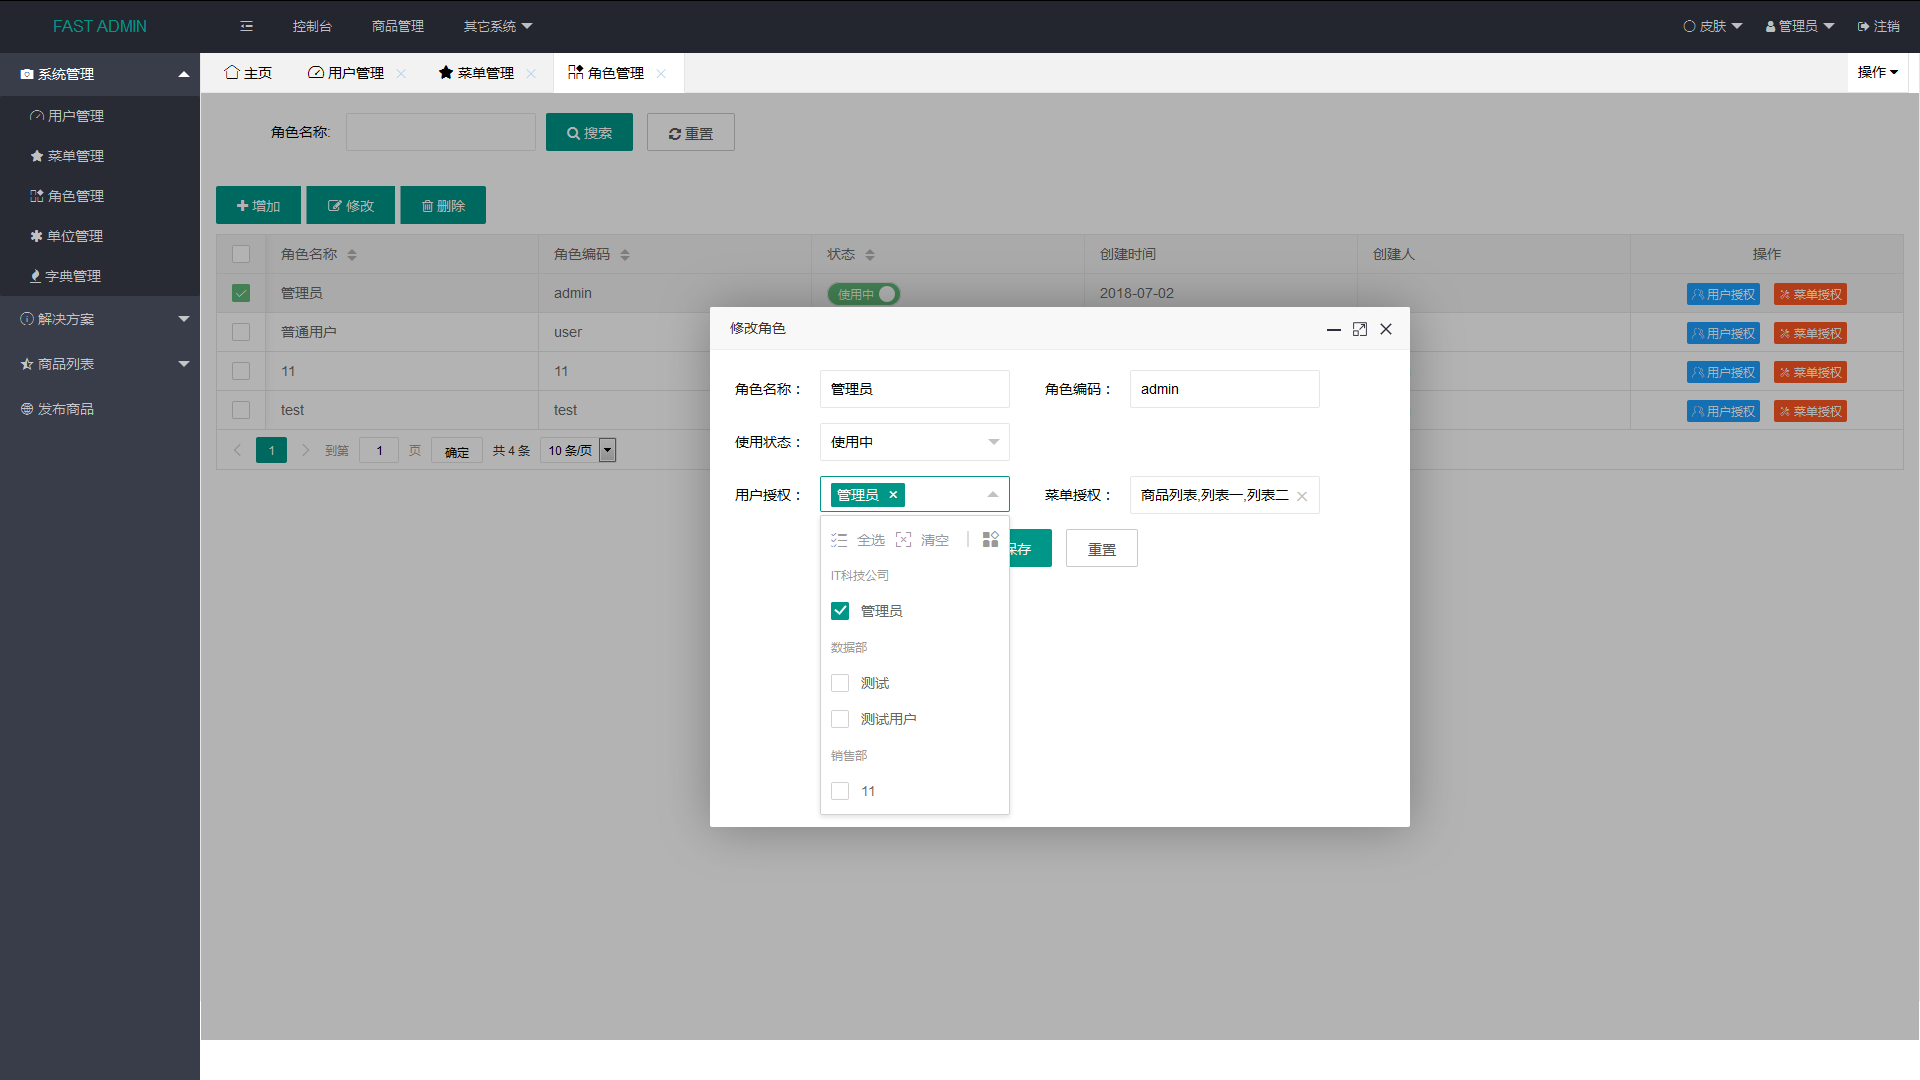 FAST ADMIN
控制台
商品管理
其它系统
皮肤
管理员
注销
系统管理
用户管理
菜单管理
角色管理
单位管理
字典管理
解决方案
商品列表
发布商品
主页
用户管理
菜单管理
角色管理
操作
角色名称:
搜索
重置
增加
修改
删除
角色名称 角色编码 状态 创建时间 创建人 操作
管理员 admin 使用中 2018-07-02 用户授权 菜单授权
普通用户 user 用户授权 菜单授权
11 11 用户授权 菜单授权
test test 用户授权 菜单授权
1 到第 1 页 确定 共 4 条 10 条/页
修改角色
角色名称： 管理员 角色编码： admin
使用状态： 使用中
用户授权： 管理员 菜单授权： 商品列表,列表一,列表二
保存 重置
全选 清空
IT科技公司
管理员
数据部
测试
测试用户
销售部
11